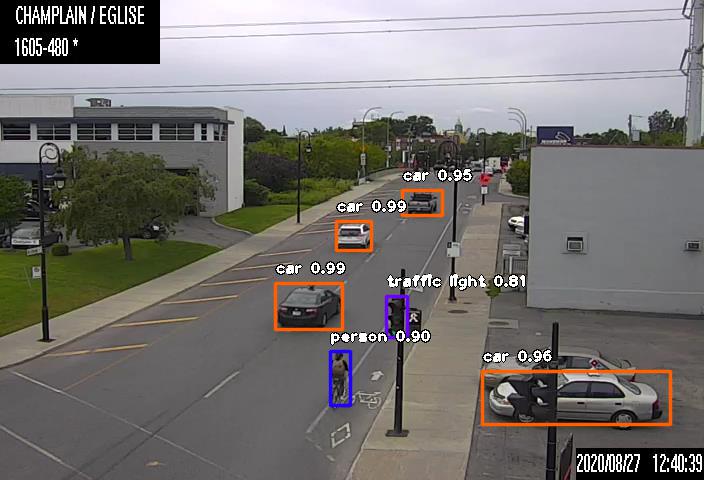 CHAMPLAIN / EGLISE
1605-480 *
car 0.95
car 0.99
car 0.99
traffic light 0.81
person 0.90
car 0.96
2020/08/27 12:40:39